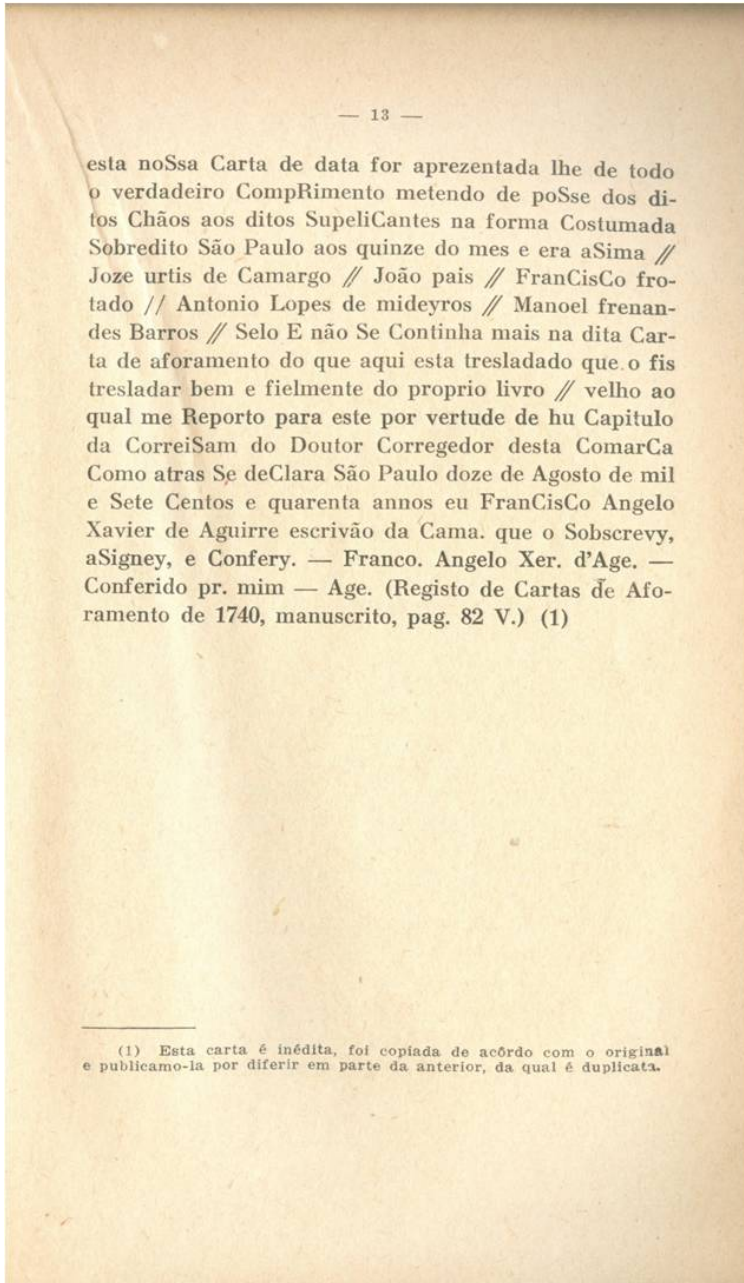 — 13 —
esta noSsa Carta de data for aprezentada lhe de todo
o verdadeiro CompRimento metendo de poSse dos di-
tos Chãos aos ditos SupeliCantes na forma Costumada
Sobredito São Paulo aos quinze do mes e era aSima //
Joze urtis de Camargo // João pais // FranCisCo fro-
tado // Antonio Lopes de mideyros // Manoel frenan-
des Barros // Selo E não Se Continha mais na dita Car-
ta de aforamento do que aqui esta tresladado que o fis
tresladar bem e fielmente do proprio livro // velho ao
qual me Reporto para este por vertude de hu Capitulo
da CorreiSam do Doutor Corregedor desta ComarCa
Como atras Se deClara São Paulo doze de Agosto de mil
e Sete Centos e quarenta annos eu FranCisCo Angelo
Xavier de Aguirre escrivão da Cama. que o Sobscrevy,
aSigney, e Confery. — Franco. Angelo Xer. d'Age. —
Conferido pr. mim — Age. (Registo de Cartas de Afo-
ramento de 1740, manuscrito, pag. 82 V.) (1)
(1) Esta carta é inédita, foi copiada de acôrdo com o original
e publicamo-la por diferir em parte da anterior, da qual é duplicata.